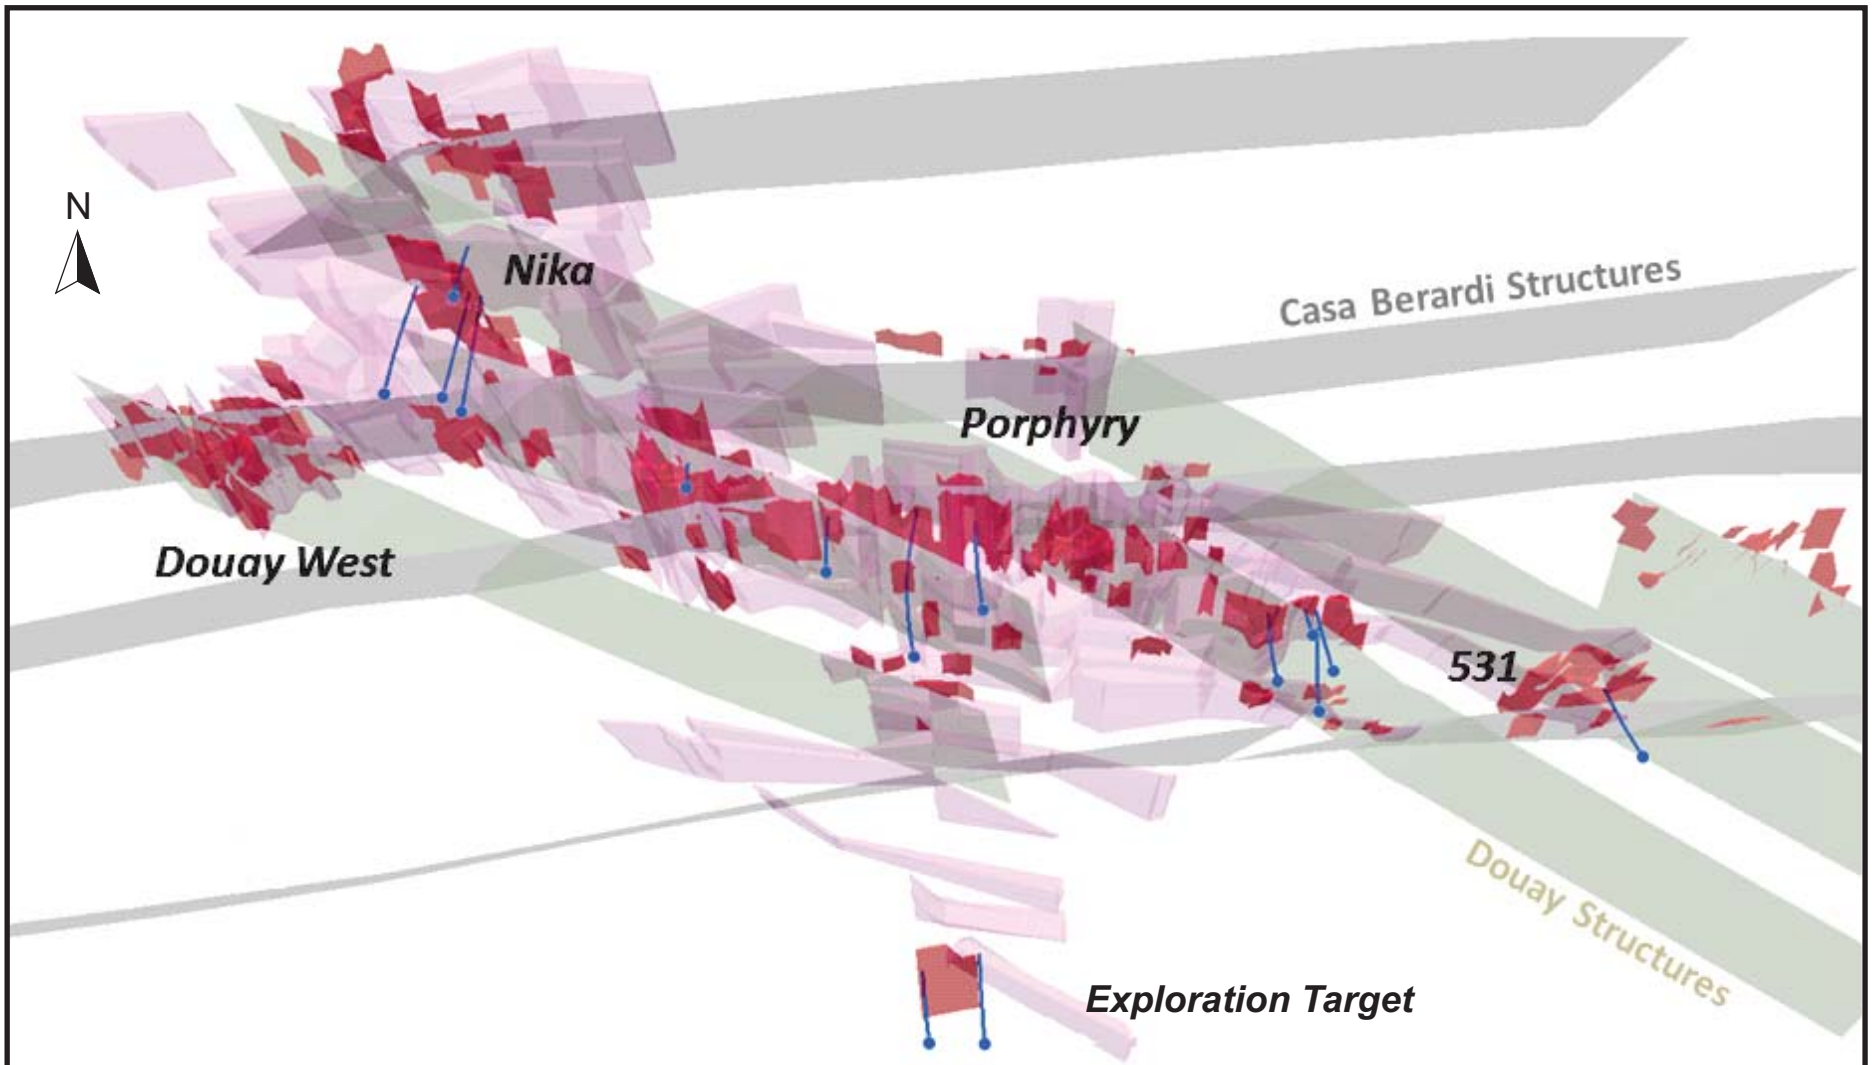 N
Nika
Casa Berardi Structures
Porphyry
Douay West
531
Douay Structures
Exploration Target